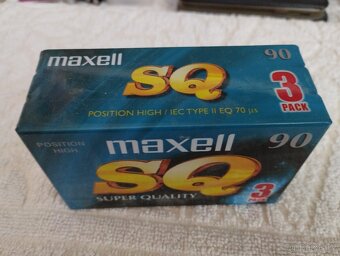 maxell
90
SQ
POSITION HIGH / IEC TYPE II EQ 70 µs
3
PACK
POSITION
HIGH
maxell
90
SQ
SUPER QUALITY
3